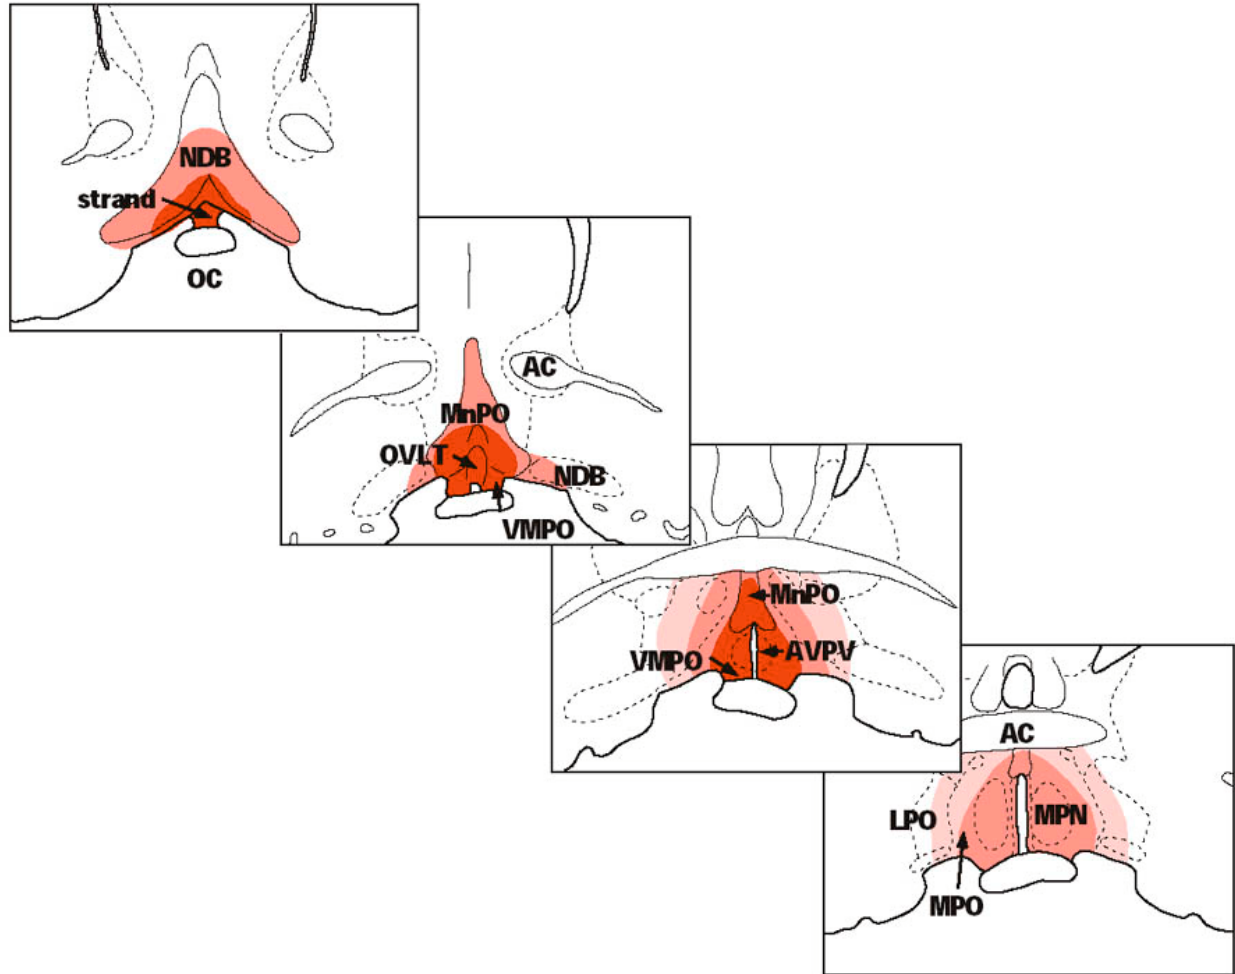 NDB
strand
OC
AC
MnPO
OVLT
NDB
VMPO
MnPO
VMPO
AVPV
AC
LPO
MPN
MPO